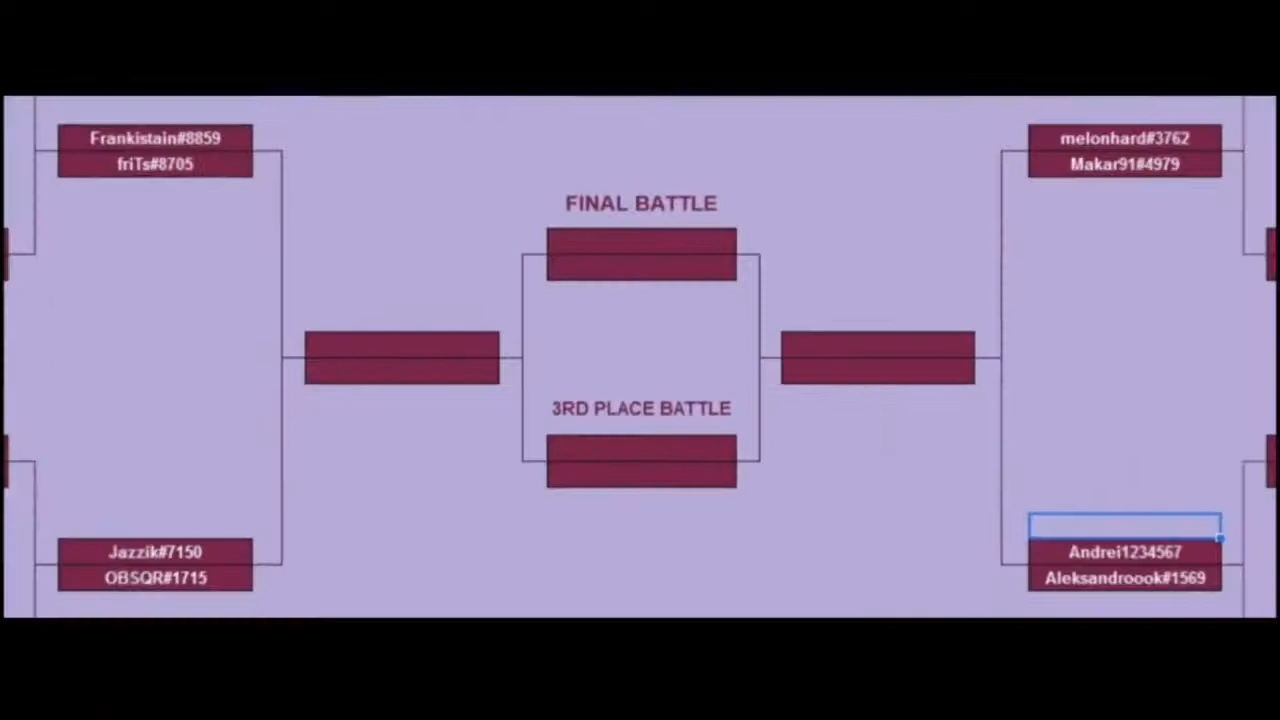 Frankistain#8859
friTs#8705
melonhard#3762
Makar91#4979
FINAL BATTLE
3RD PLACE BATTLE
Jazzik#7150
OBSQR#1715
Andrei1234567
Aleksandroook#1569